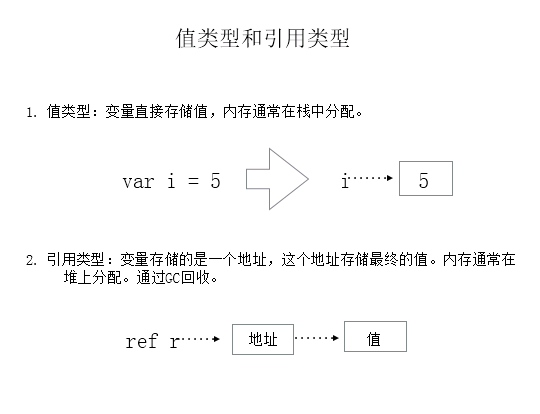 值类型和引用类型
1. 值类型：变量直接存储值，内存通常在栈中分配。
var i = 5 i 5
2. 引用类型：变量存储的是一个地址，这个地址存储最终的值。内存通常在
堆上分配。通过GC回收。
ref r 地址 值